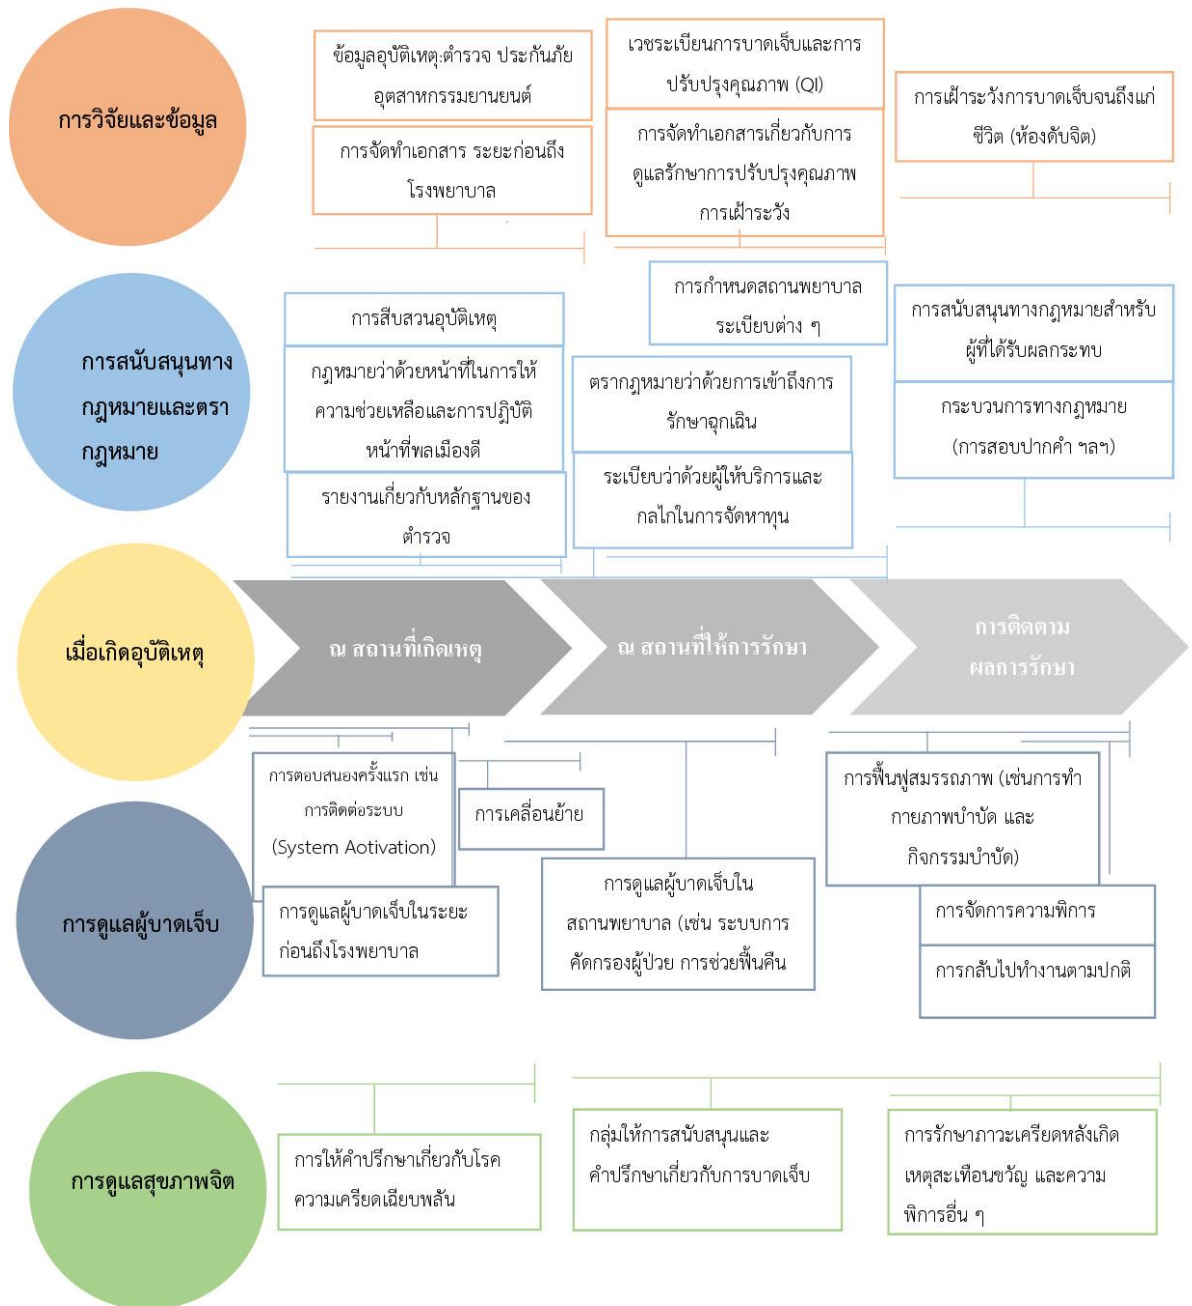 การวิจัยและข้อมูล
ข้อมูลอุบัติเหตุ:ตำรวจ ประกันภัย
อุตสาหกรรมยานยนต์
การจัดทำเอกสาร ระยะก่อนถึง
โรงพยาบาล
เวชระเบียนการบาดเจ็บและการ
ปรับปรุงคุณภาพ (QI)
การจัดทำเอกสารเกี่ยวกับการ
ดูแลรักษาการปรับปรุงคุณภาพ
การเฝ้าระวัง
การเฝ้าระวังการบาดเจ็บจนถึงแก่
ชีวิต (ห้องดับจิต)
การสนับสนุนทาง
กฎหมายและตรา
กฎหมาย
การสืบสวนอุบัติเหตุ
กฎหมายว่าด้วยหน้าที่ในการให้
ความช่วยเหลือและการปฏิบัติ
หน้าที่พลเมืองดี
รายงานเกี่ยวกับหลักฐานของ
ตำรวจ
การกำหนดสถานพยาบาล
ระเบียบต่าง ๆ
ตรากฎหมายว่าด้วยการเข้าถึงการ
รักษาฉุกเฉิน
ระเบียบว่าด้วยผู้ให้บริการและ
กลไกในการจัดหาทุน
การสนับสนุนทางกฎหมายสำหรับ
ผู้ที่ได้รับผลกระทบ
กระบวนการทางกฎหมาย
(การสอบปากคำ ฯลฯ)
เมื่อเกิดอุบัติเหตุ
ณ สถานที่เกิดเหตุ
ณ สถานที่ให้การรักษา
การติดตาม
ผลการรักษา
การดูแลผู้บาดเจ็บ
การตอบสนองครั้งแรก เช่น
การติดต่อระบบ
(System Aotivation)
การดูแลผู้บาดเจ็บในระยะ
ก่อนถึงโรงพยาบาล
การเคลื่อนย้าย
การดูแลผู้บาดเจ็บใน
สถานพยาบาล (เช่น ระบบการ
คัดกรองผู้ป่วย การช่วยฟื้นคืน
การฟื้นฟูสมรรถภาพ (เช่นการทำ
กายภาพบำบัด และ
กิจกรรมบำบัด)
การจัดการความพิการ
การกลับไปทำงานตามปกติ
การดูแลสุขภาพจิต
การให้คำปรึกษาเกี่ยวกับโรค
ความเครียดเฉียบพลัน
กลุ่มให้การสนับสนุนและ
คำปรึกษาเกี่ยวกับการบาดเจ็บ
การรักษาภาวะเครียดหลังเกิด
เหตุสะเทือนขวัญ และความ
พิการอื่น ๆ